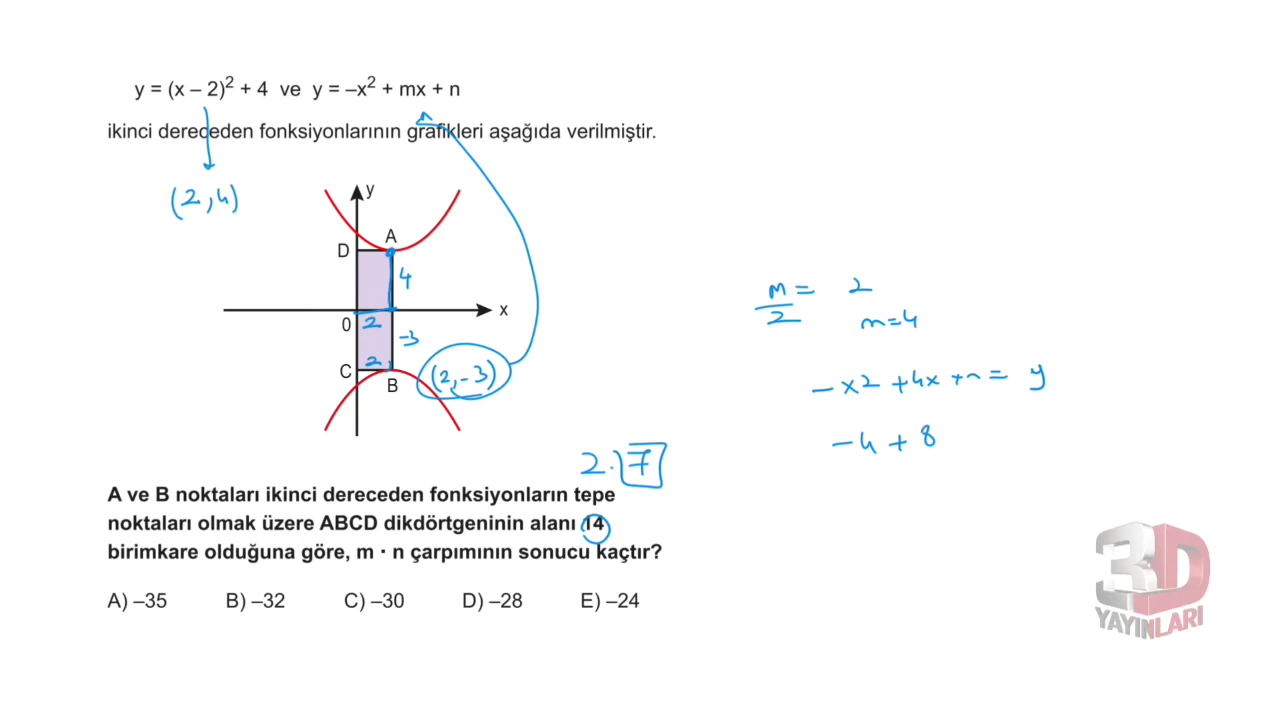 y = (x – 2)² + 4 ve y = –x² + mx + n
ikinci dereceden fonksiyonlarının grafikleri aşağıda verilmiştir.
(2,4)
y
D
A
4
x
0
2
-3
C
2
B
(2,-3)
m/2 = 2
m=4
-x2 +4x+n= y
-4 + 8
2.7
A ve B noktaları ikinci dereceden fonksiyonların tepe
noktaları olmak üzere ABCD dikdörtgeninin alanı 14
birimkare olduğuna göre, m · n çarpımının sonucu kaçtır?
A) –35 B) –32 C) –30 D) –28 E) –24
3D
YAYINLARI